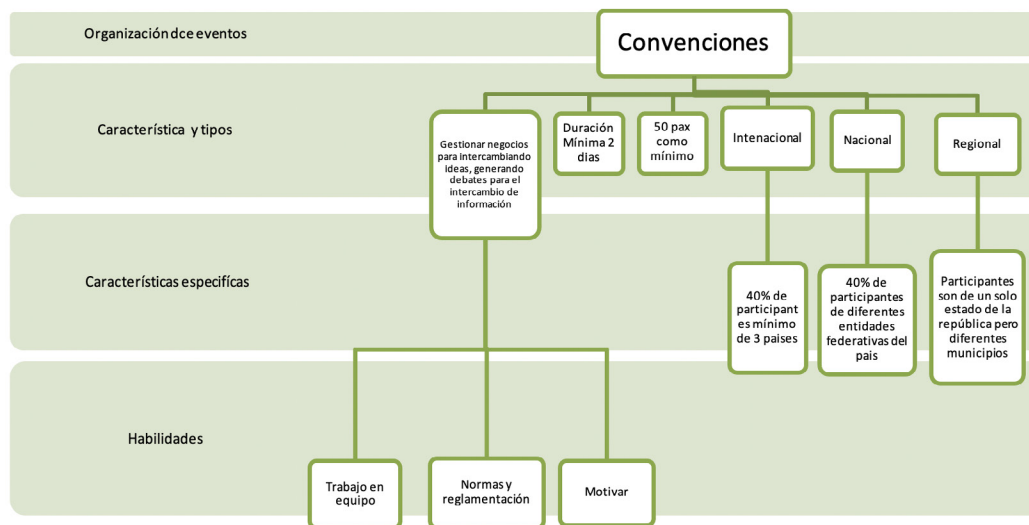 Organización dce eventos
Convenciones
Característica y tipos
Gestionar negocios
para intercambiando
ideas, generando
debates para el
intercambio de
información
Duración
Mínima 2
dias
50 pax
como
mínimo
Intenacional
Nacional
Regional
Características especifícas
40% de
participant
es mínimo
de 3 paises
40% de
participantes
de diferentes
entidades
federativas del
pais
Participantes
son de un solo
estado de la
república pero
diferentes
municipios
Habilidades
Trabajo en
equipo
Normas y
reglamentación
Motivar